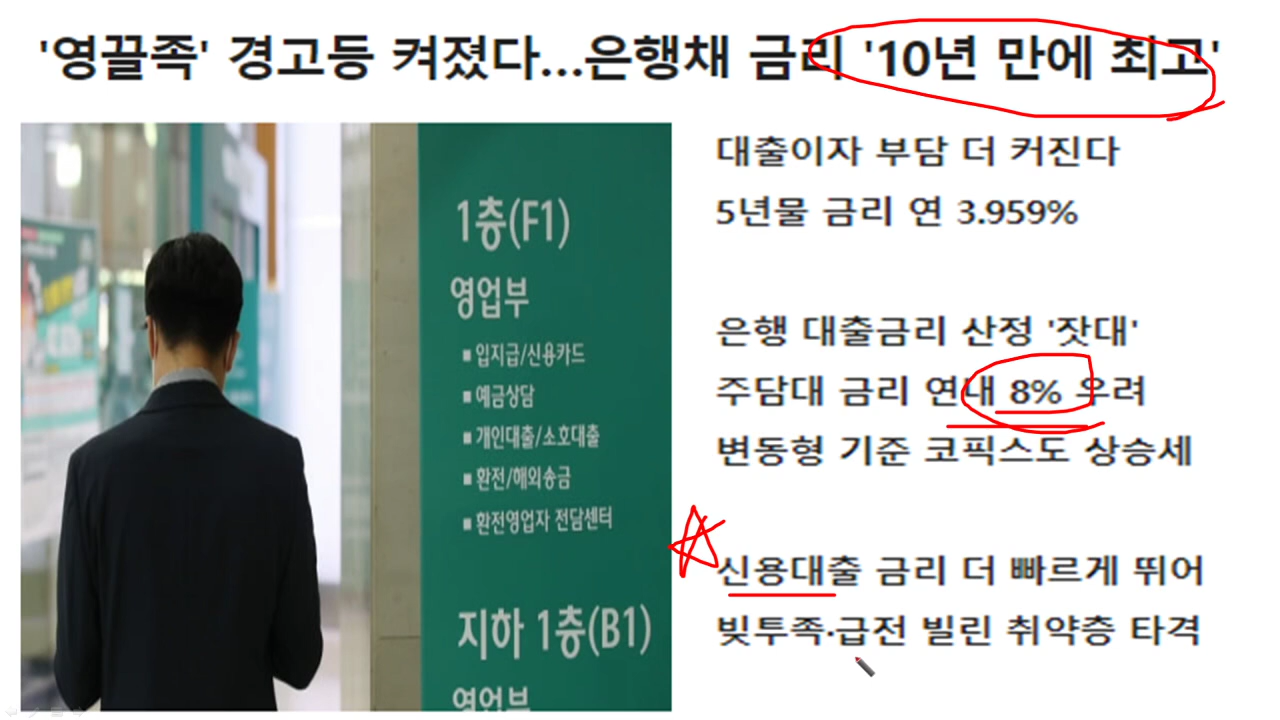 '영끌족' 경고등 켜졌다...은행채 금리 '10년 만에 최고'
대출이자 부담 더 커진다
5년물 금리 연 3.959%
은행 대출금리 산정 '잣대'
주담대 금리 연내 8% 우려
변동형 기준 코픽스도 상승세
신용대출 금리 더 빠르게 뛰어
빚투족·급전 빌린 취약층 타격
1층(F1)
영업부
■ 입지급/신용카드
■ 예금상담
■ 개인대출/소호대출
■ 환전/해외송금
■ 환전영업자 전담센터
지하 1층(B1)
영업부